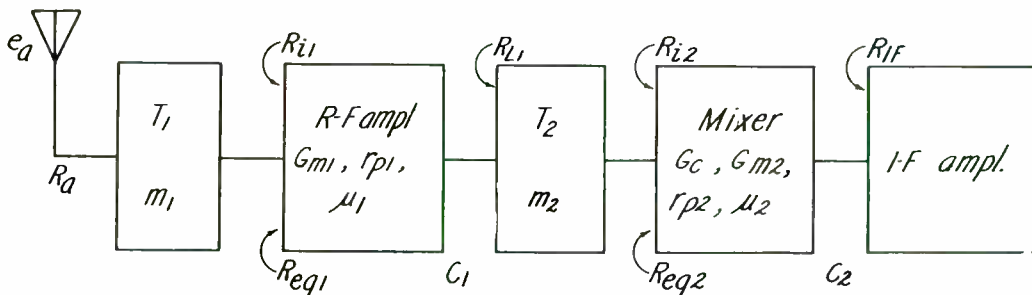 e_a
R_a
T_1
m_1
R_i1
R-F ampl
G_m1, r_p1,
μ_1
R_eq1
C_1
R_L1
T_2
m_2
R_i2
Mixer
G_c, G_m2,
r_p2, μ_2
R_eq2
C_2
R_IF
I-F ampl.